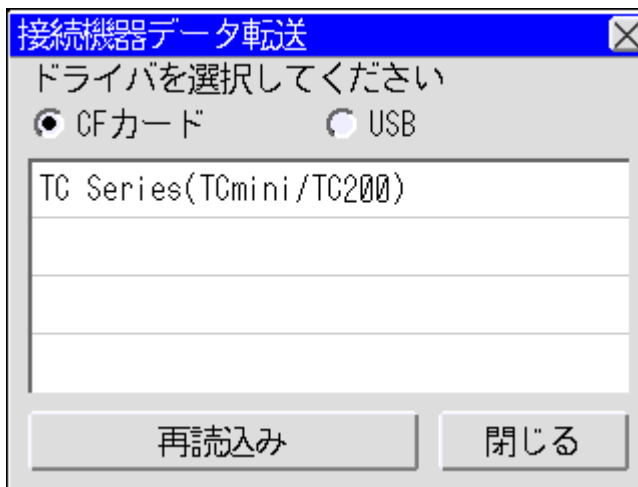 接続機器データ転送
ドライバを選択してください
CFカード USB
TC Series(TCmini/TC200)
再読込み 閉じる